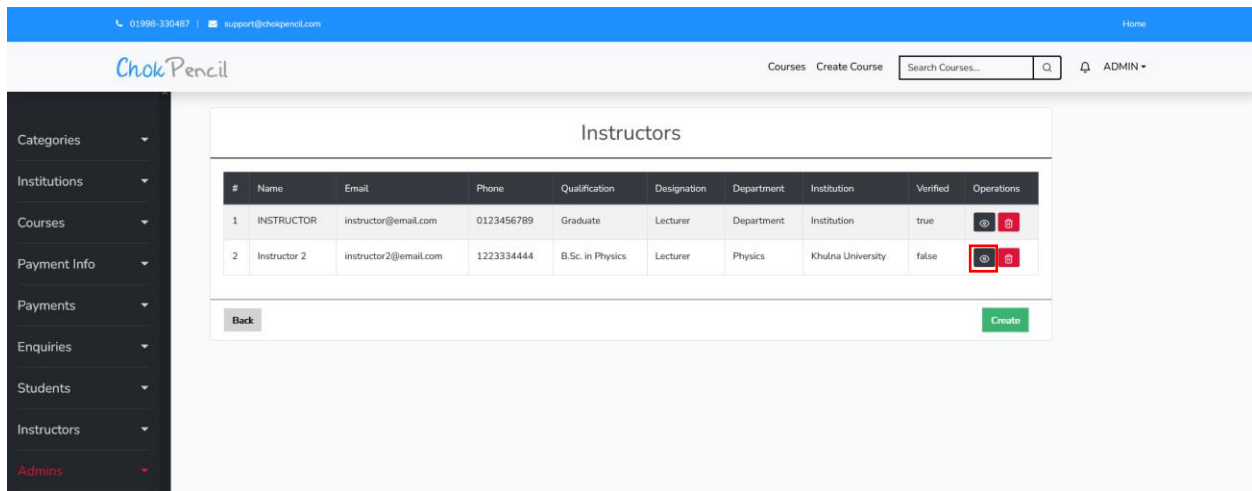 01998-330487 | support@chokpencil.com Home
ChokPencil Courses Create Course Search Courses... ADMIN
Categories
Institutions
Courses
Payment Info
Payments
Enquiries
Students
Instructors
Admins
Instructors
# Name Email Phone Qualification Designation Department Institution Verified Operations
1 INSTRUCTOR instructor@email.com 0123456789 Graduate Lecturer Department Institution true
2 Instructor 2 instructor2@email.com 1223334444 B.Sc. in Physics Lecturer Physics Khulna University false
Back Create